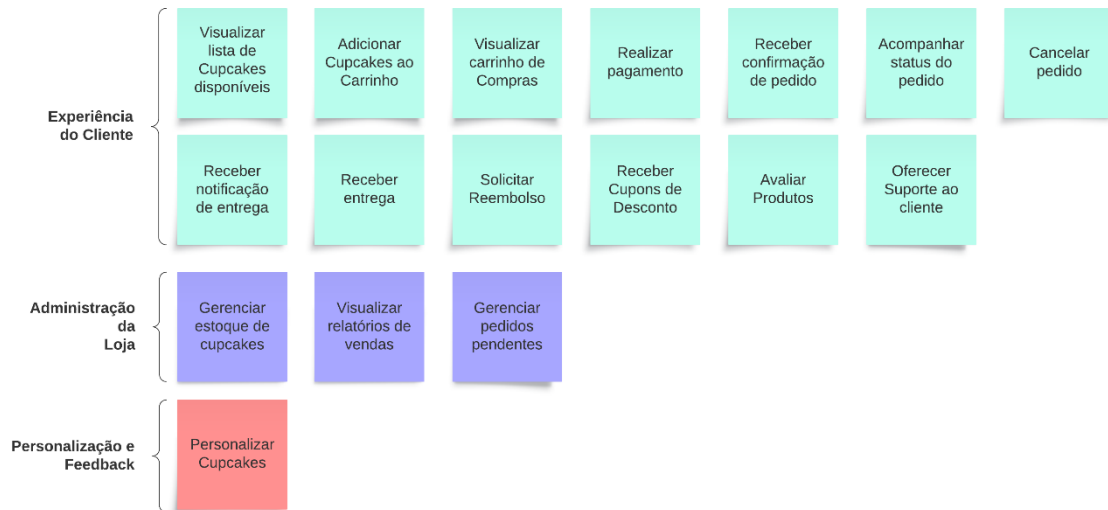 Experiência
do Cliente
Visualizar
lista de
Cupcakes
disponíveis
Adicionar
Cupcakes ao
Carrinho
Visualizar
carrinho de
Compras
Realizar
pagamento
Receber
confirmação
de pedido
Acompanhar
status do
pedido
Cancelar
pedido
Receber
notificação
de entrega
Receber
entrega
Solicitar
Reembolso
Receber
Cupons de
Desconto
Avaliar
Produtos
Oferecer
Suporte ao
cliente
Administração
da
Loja
Gerenciar
estoque de
cupcakes
Visualizar
relatórios de
vendas
Gerenciar
pedidos
pendentes
Personalização e
Feedback
Personalizar
Cupcakes